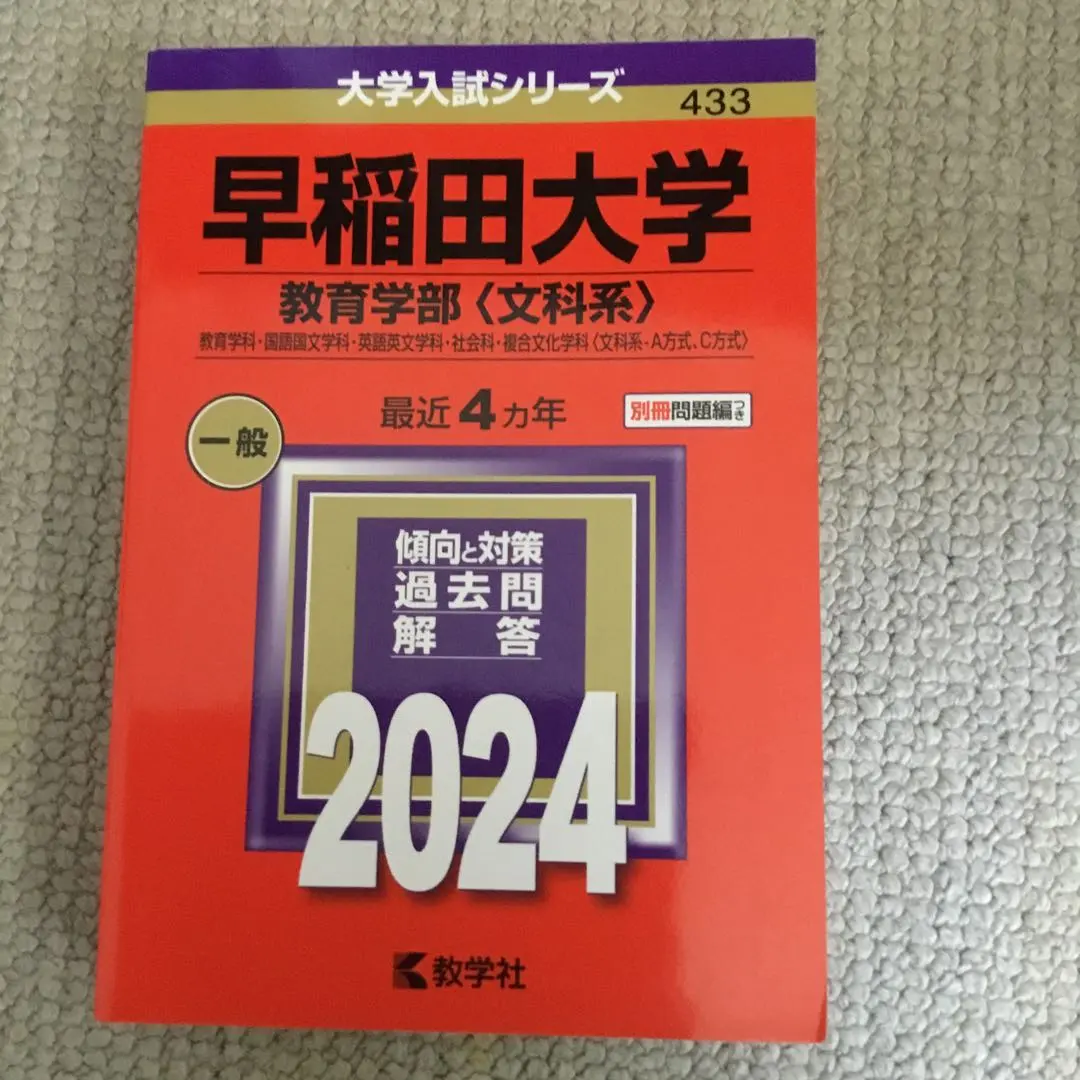 大学入試シリーズ
433
早稲田大学
教育学部〈文科系〉
教育学科・国語国文学科・英語英文学科・社会科・複合文化学科〈文科系-A方式、C方式〉
最近4カ年
別冊問題編つき
一般
傾向と対策
過去問
解答
2024
教学社